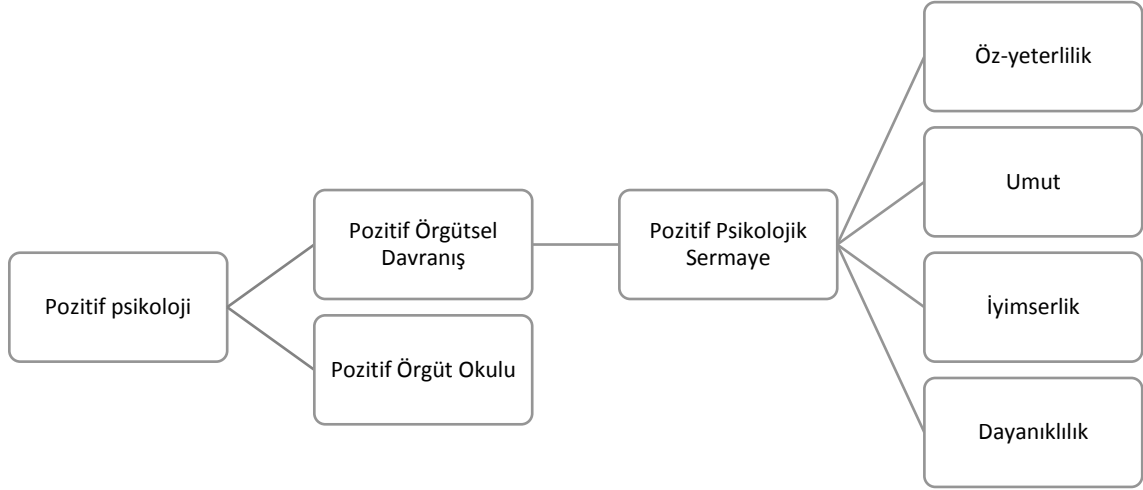 Pozitif psikoloji
Pozitif Örgütsel
Davranış
Pozitif Örgüt Okulu
Pozitif Psikolojik
Sermaye
Öz-yeterlilik
Umut
İyimserlik
Dayanıklılık